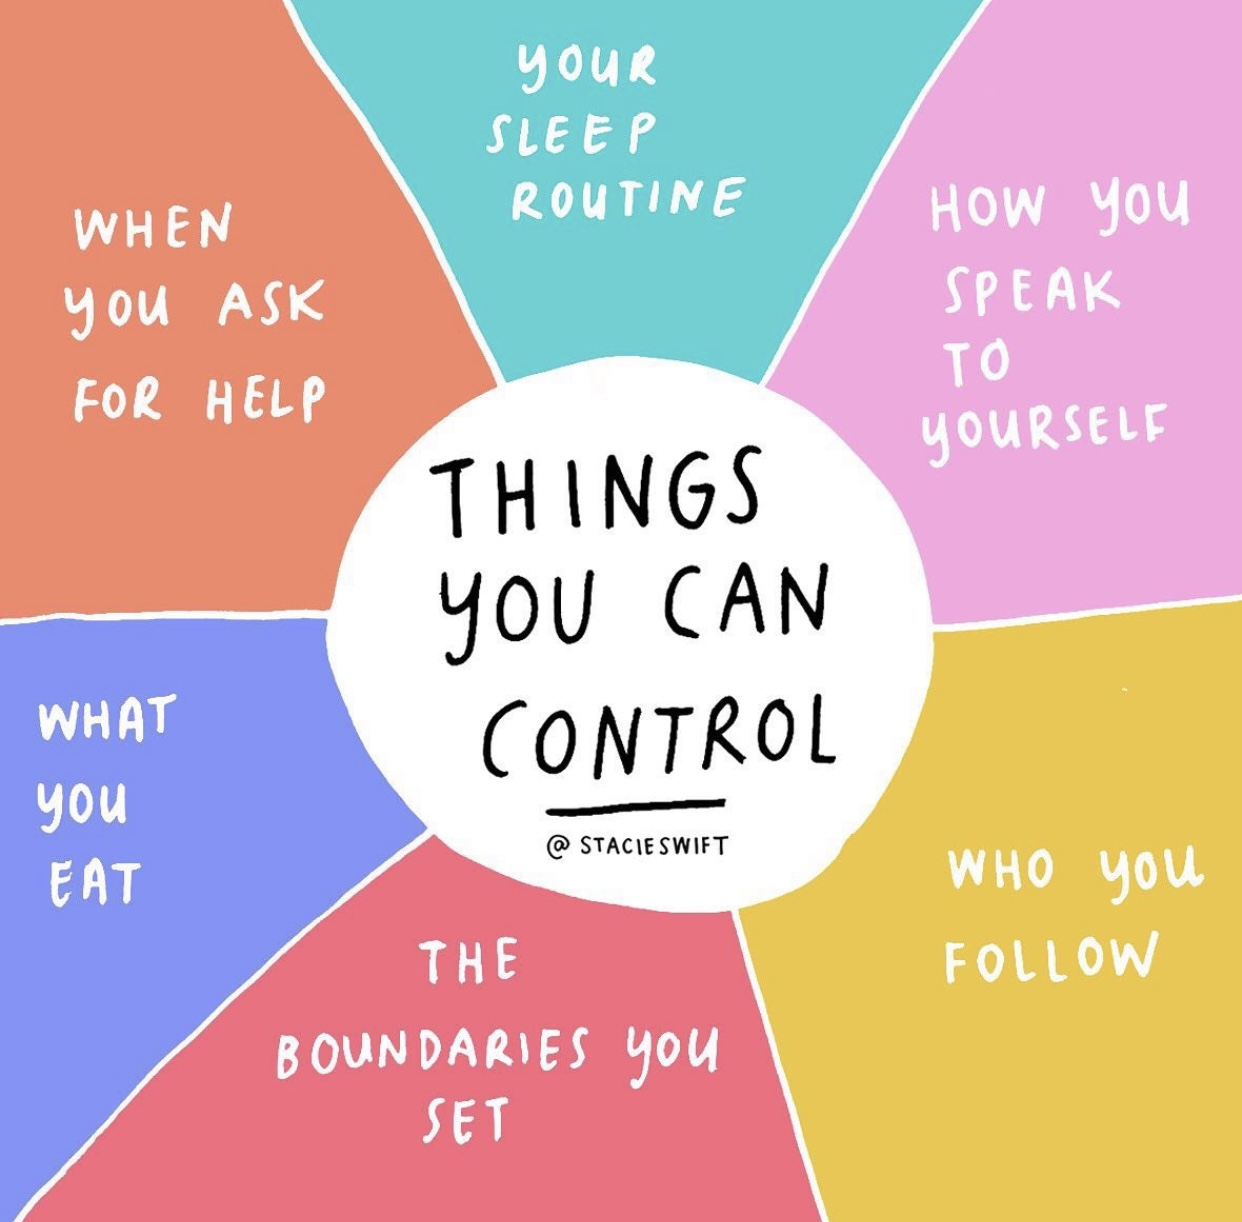 YOUR
SLEEP
ROUTINE
HOW YOU
SPEAK
TO
YOURSELF
WHO YOU
FOLLOW
THE
BOUNDARIES YOU
SET
WHAT
YOU
EAT
WHEN
YOU ASK
FOR HELP
THINGS
YOU CAN
CONTROL
@STACIESWIFT